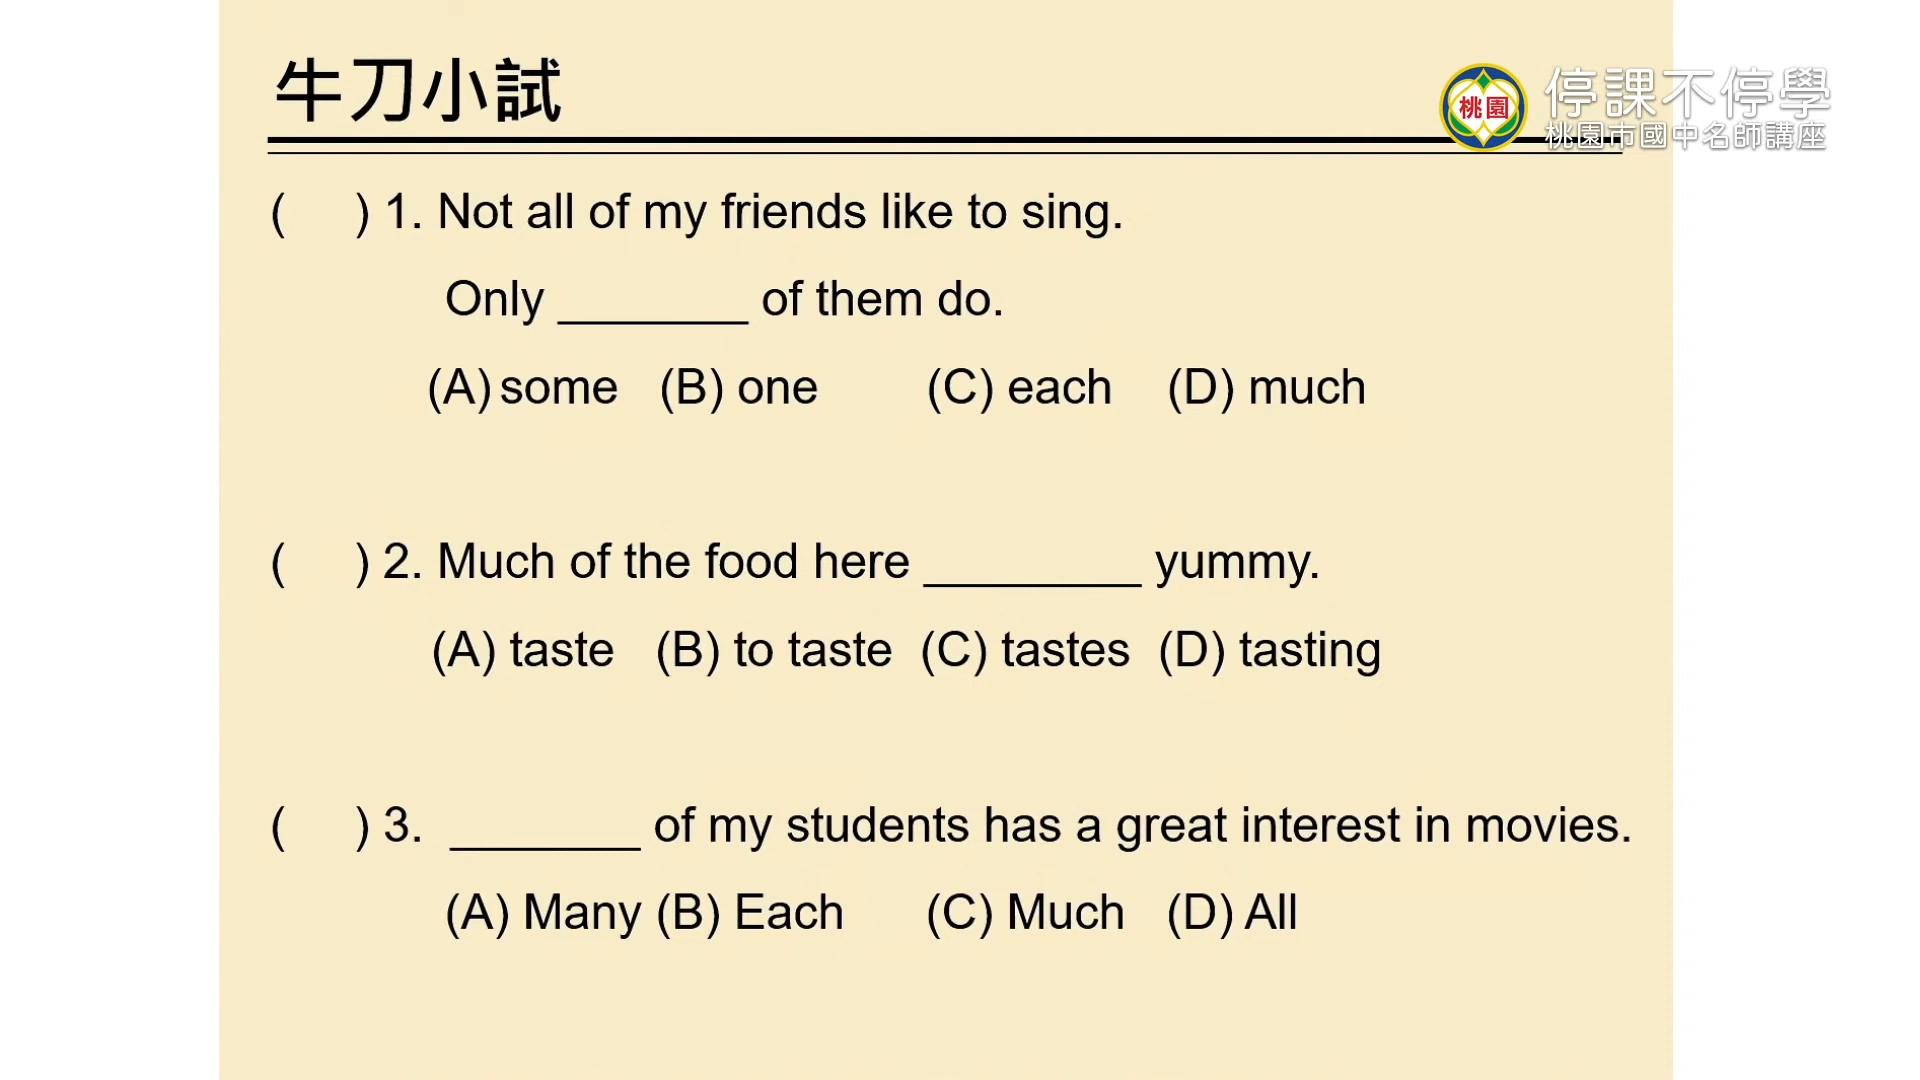 牛刀小試
桃園
停課不停學
桃園市國中名師講座
( ) 1. Not all of my friends like to sing.
Only _______ of them do.
(A) some (B) one (C) each (D) much
( ) 2. Much of the food here ________ yummy.
(A) taste (B) to taste (C) tastes (D) tasting
( ) 3. _______ of my students has a great interest in movies.
(A) Many (B) Each (C) Much (D) All